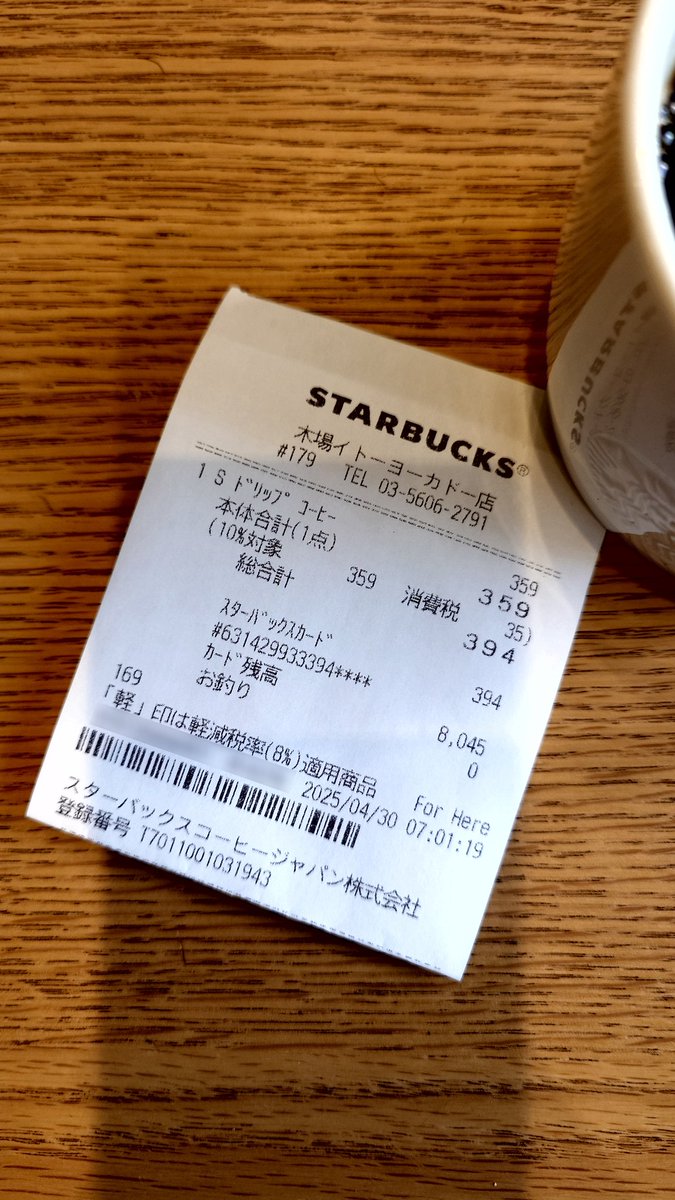 STARBUCKS®
木場イトーヨーカドー店
#179 TEL 03-5606-2791
1 S ﾄﾞﾘｯﾌﾟ ｺｰﾋｰ 359
本体合計(1点) 359
(10%対象 359 消費税 35)
総合計 394
ｽﾀｰﾊﾞｯｸｽｶｰﾄﾞ 394
#631429933394****
ｶｰﾄﾞ残高 8,045
お釣り 0
169 For Here
「軽」印は軽減税率(8%)適用商品
2025/04/30 07:01:19
スターバックスコーヒージャパン株式会社
登録番号 T7011001031943
STARBUCKS